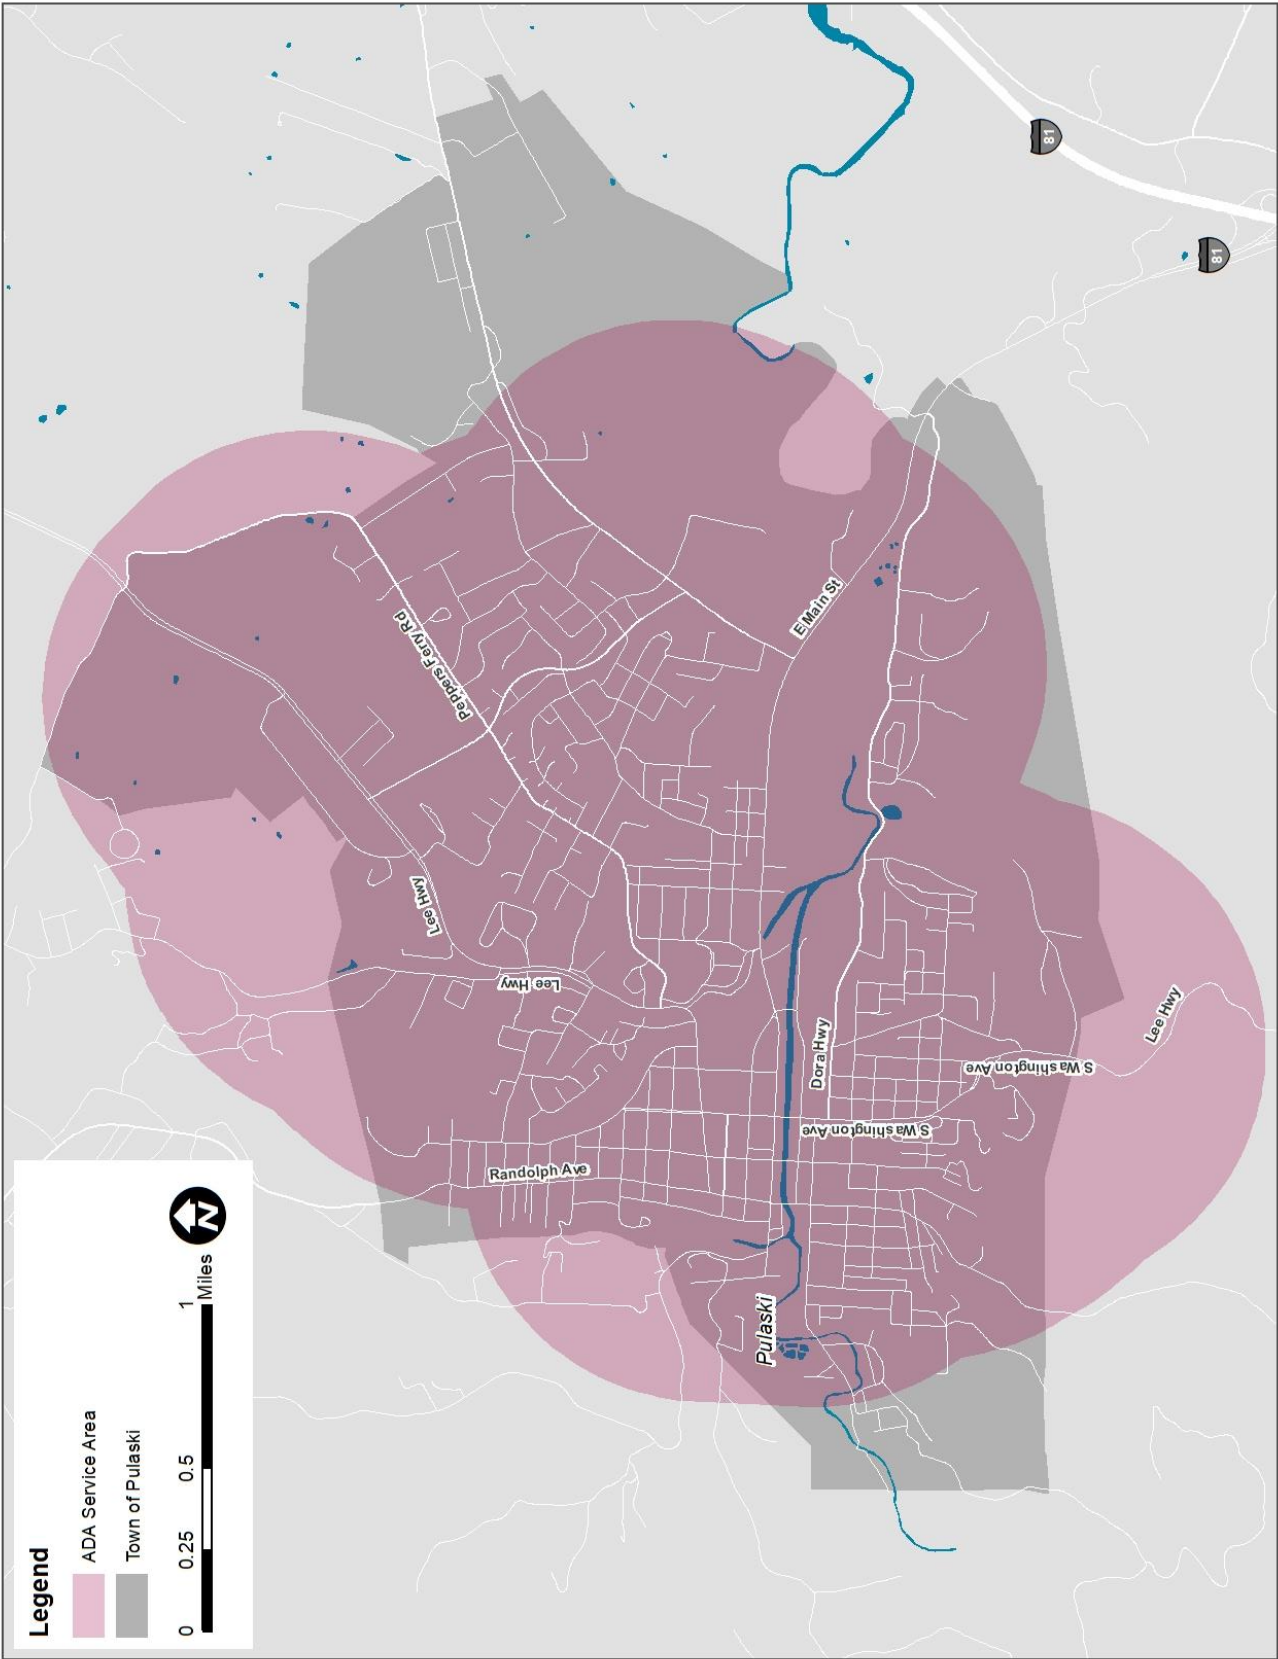 Legend
ADA Service Area
Town of Pulaski
0 0.25 0.5 1
Miles
N
Peppers Ferry Rd
Lee Hwy
Lee Hwy
Randolph Ave
E Main St
Pulaski
Dora Hwy
S Washington Ave
S Washington Ave
Lee Hwy
81
81